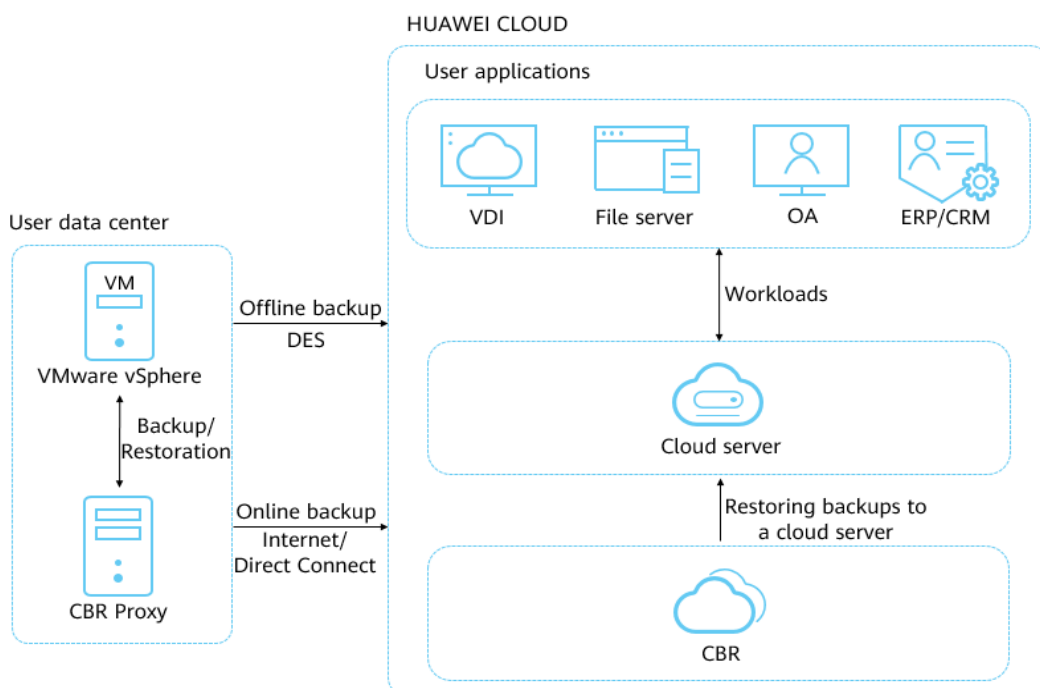 HUAWEI CLOUD
User applications
VDI
File server
OA
ERP/CRM
User data center
VM
VMware vSphere
Backup/
Restoration
CBR Proxy
Offline backup
DES
Online backup
Internet/
Direct Connect
Workloads
Cloud server
Restoring backups to
a cloud server
CBR